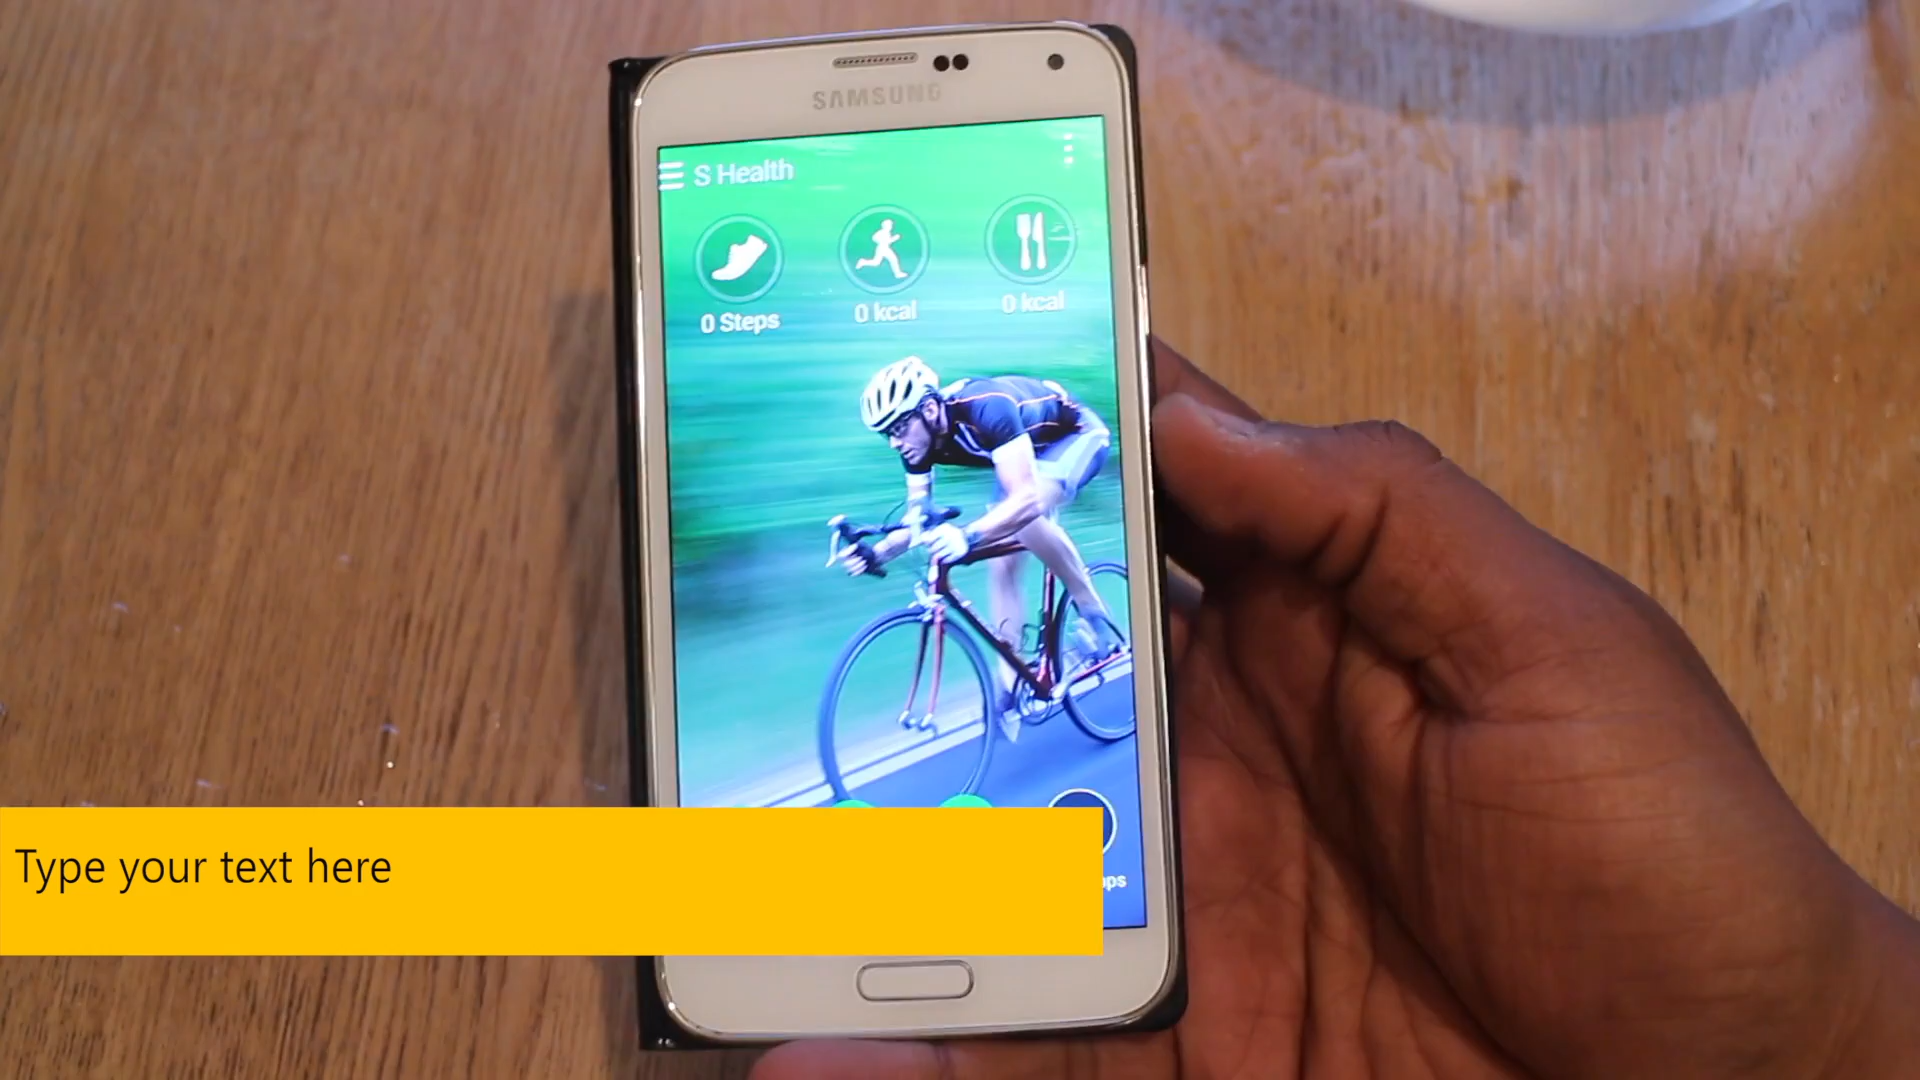 SAMSUNG
S Health
0 Steps
0 kcal
0 kcal
Type your text here